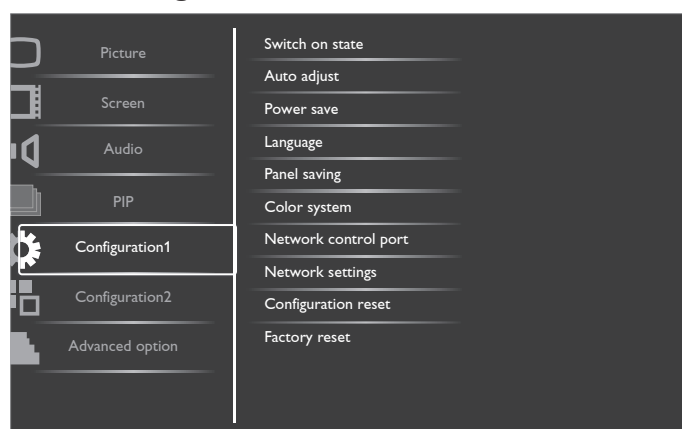 Picture
Screen
Audio
PIP
Configuration1
Configuration2
Advanced option
Switch on state
Auto adjust
Power save
Language
Panel saving
Color system
Network control port
Network settings
Configuration reset
Factory reset